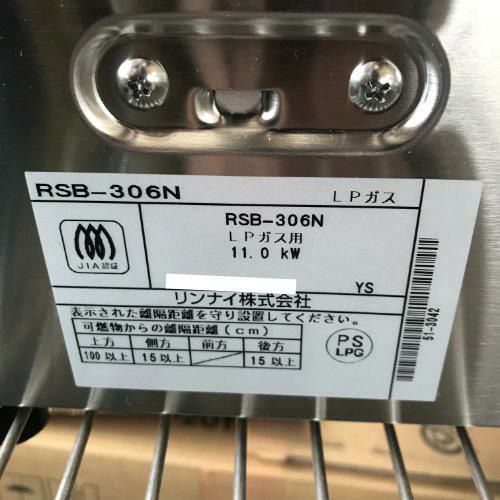 RSB-306N LPガス
RSB-306N
LPガス用
11.0 kW
JIA認証
YS
リンナイ株式会社
表示された離隔距離を守り設置してください。
可燃物からの離隔距離(cm)
上方 側方 前方 後方
100以上 15以上 15以上
PS
LPG
51-3042